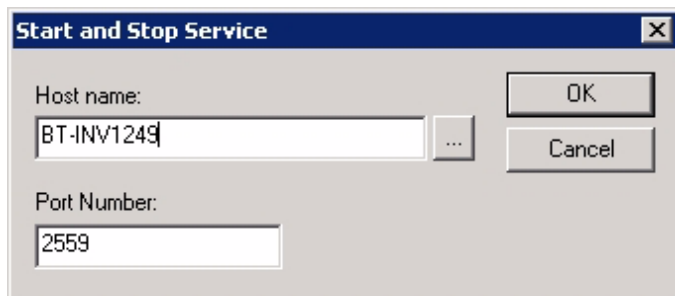 Start and Stop Service
Host name:
OK
BT-INV1249
...
Cancel
Port Number:
2559